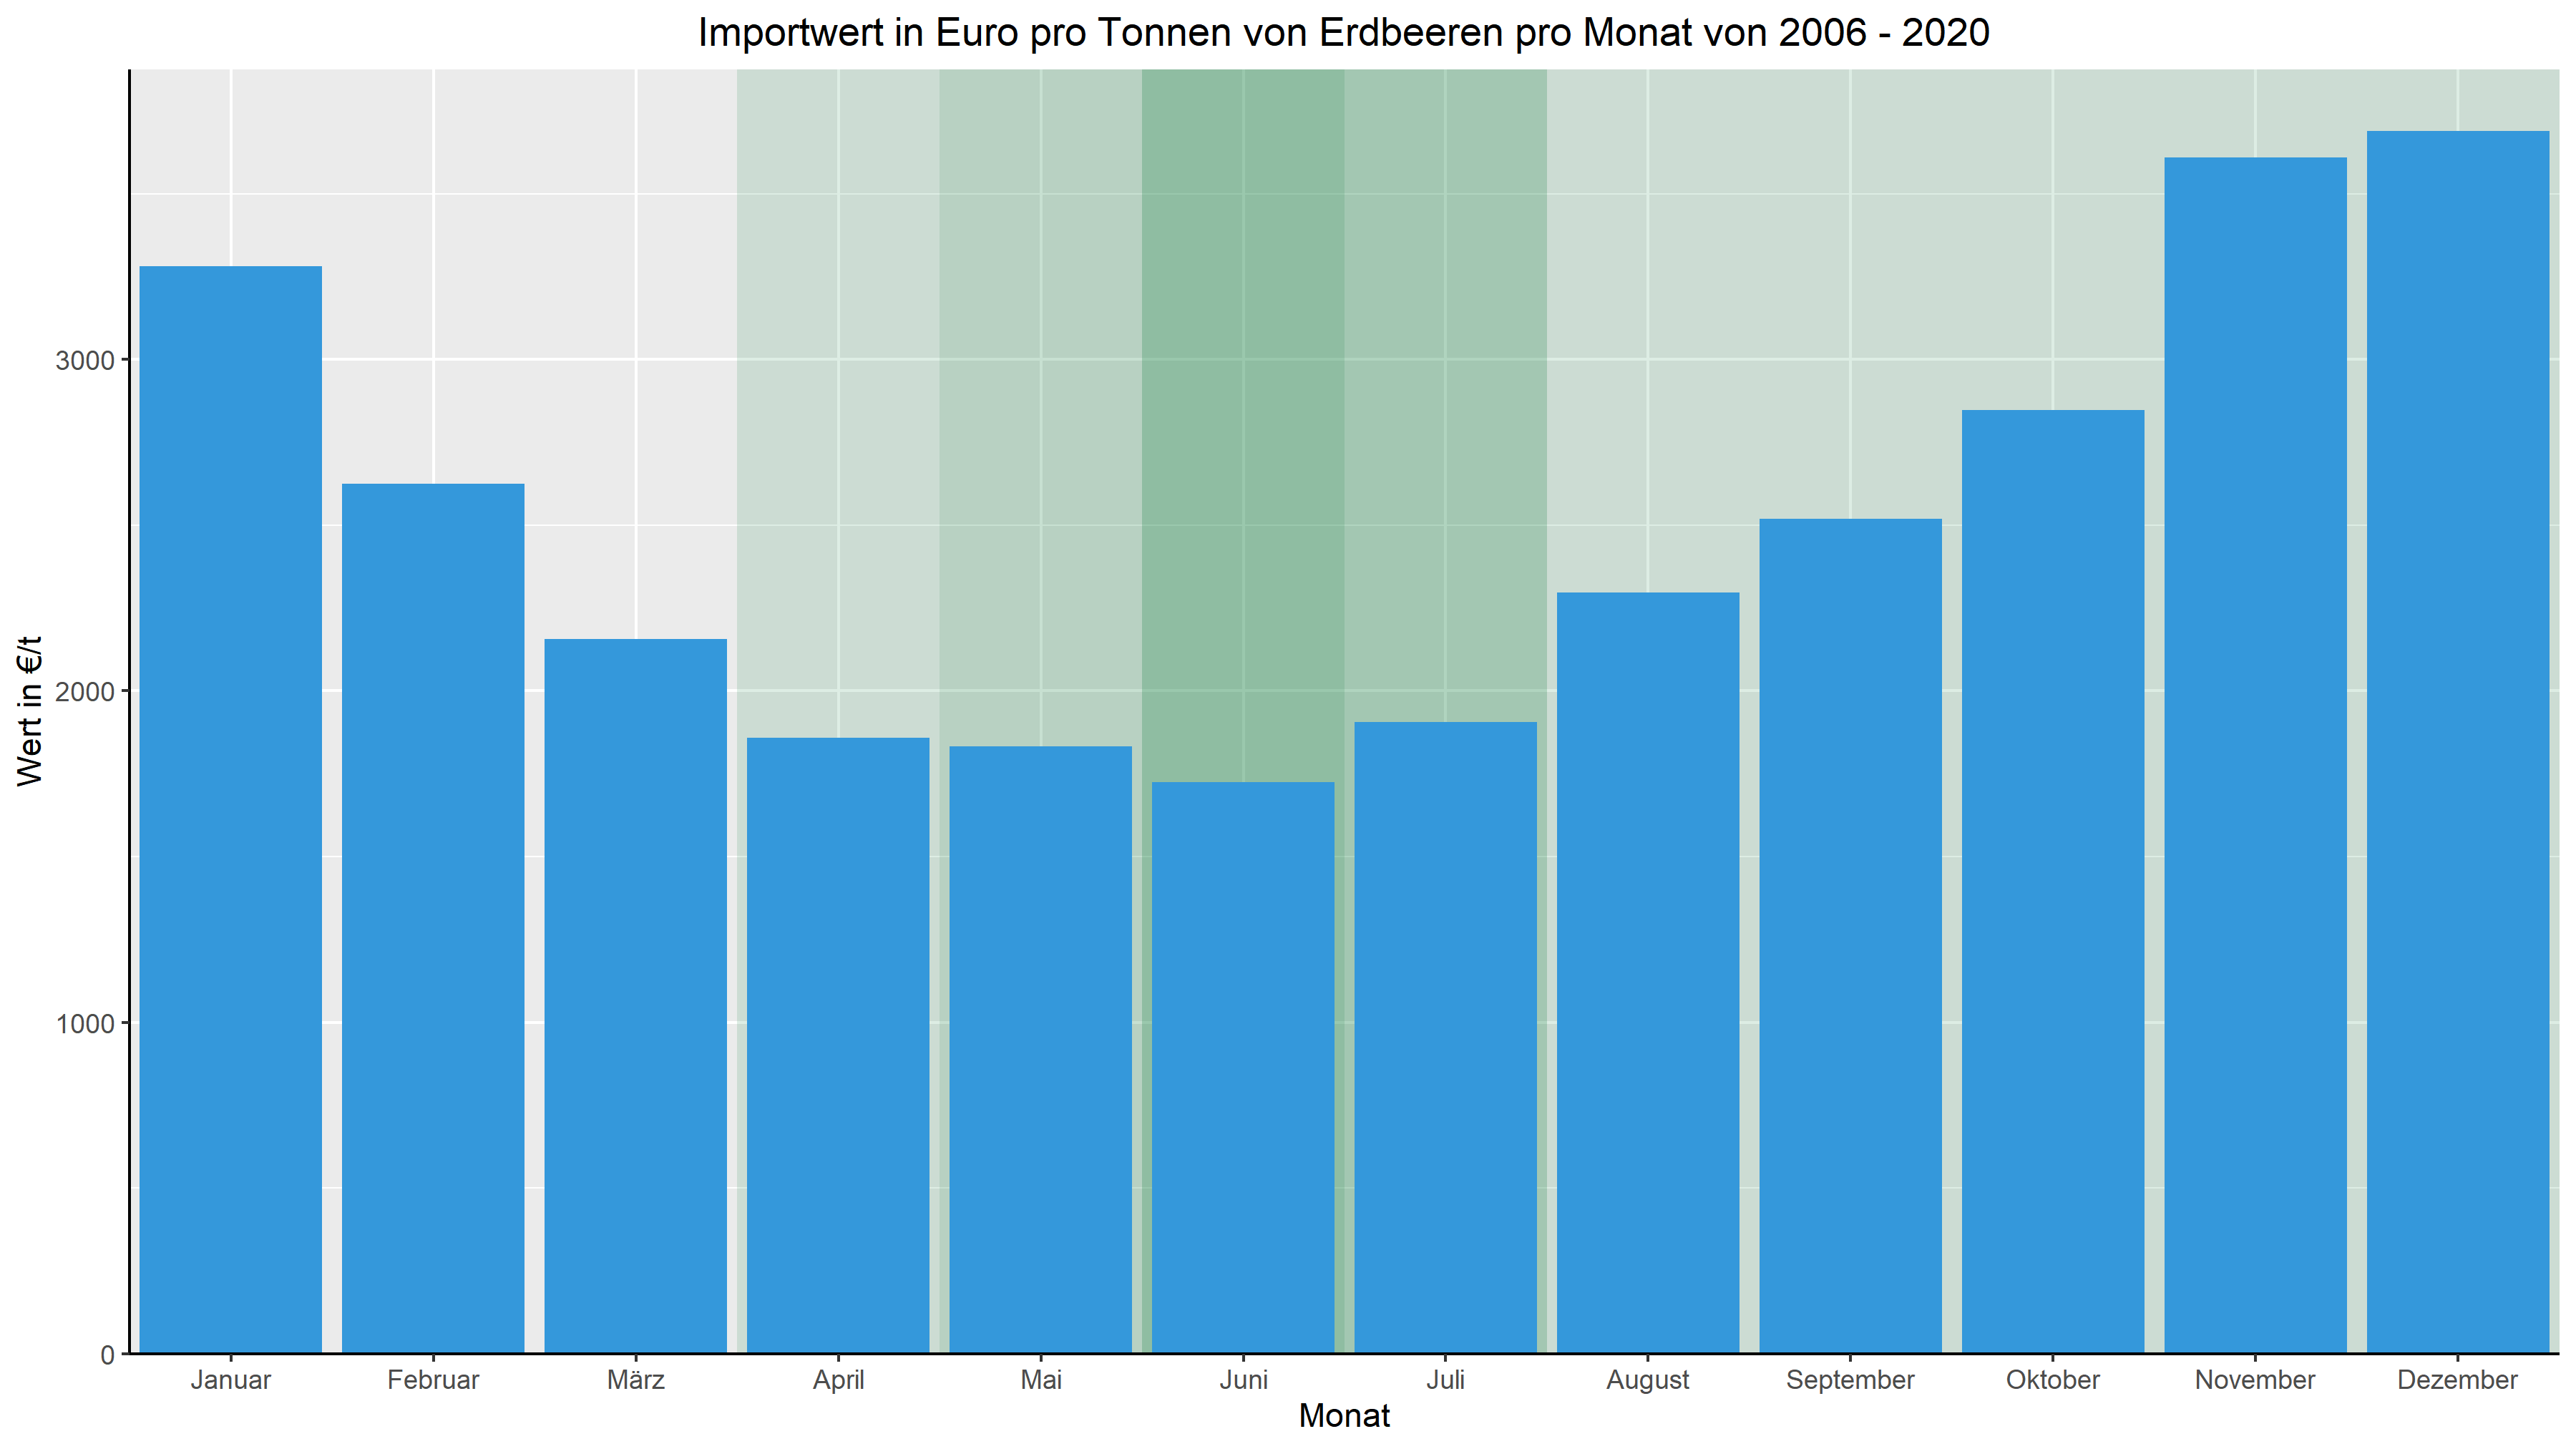 Importwert in Euro pro Tonnen von Erdbeeren pro Monat von 2006 - 2020
Wert in €/t
3000
2000
1000
0
Januar Februar März April Mai Juni Juli August September Oktober November Dezember
Monat